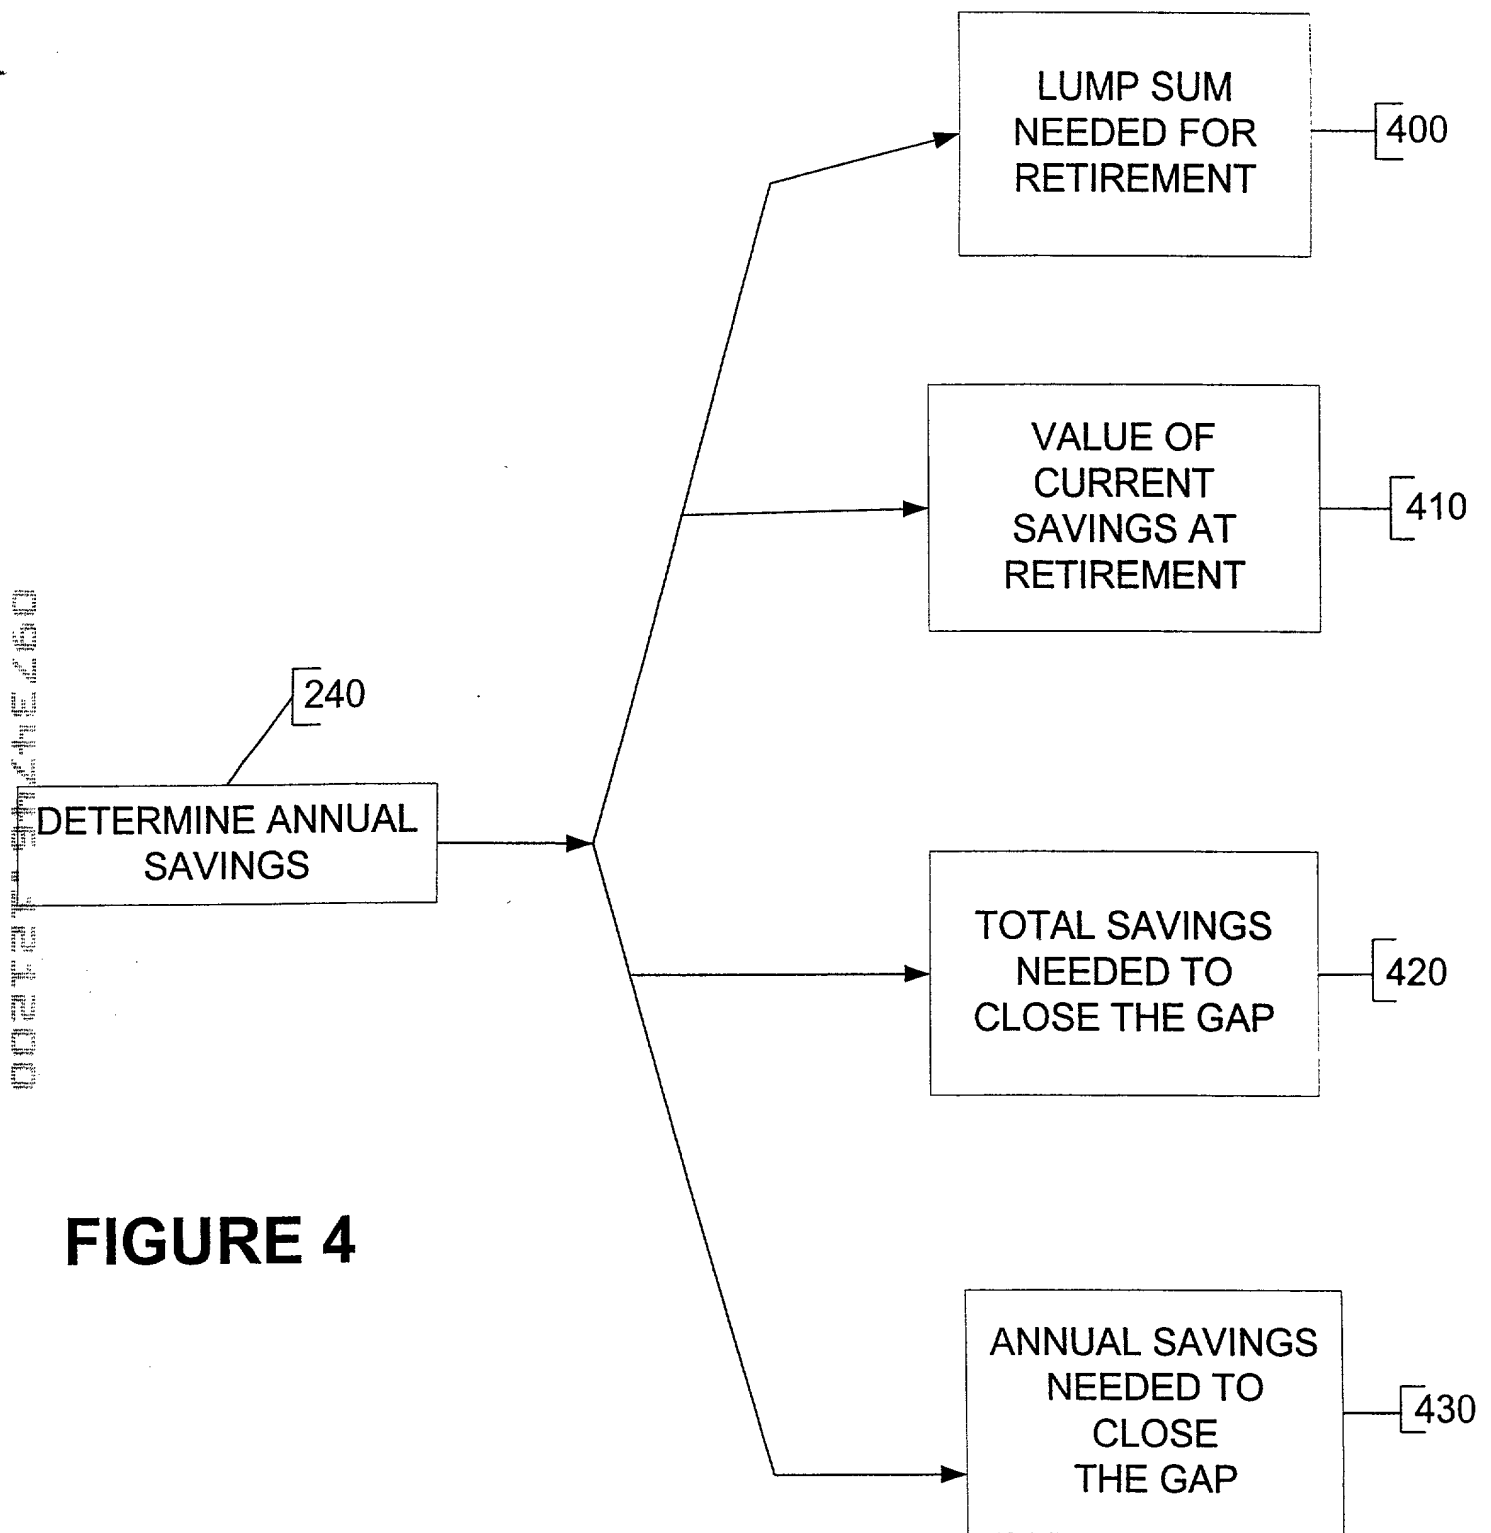 LUMP SUM
NEEDED FOR
RETIREMENT
400
VALUE OF
CURRENT
SAVINGS AT
RETIREMENT
410
240
DETERMINE ANNUAL
SAVINGS
TOTAL SAVINGS
NEEDED TO
CLOSE THE GAP
420
FIGURE 4
ANNUAL SAVINGS
NEEDED TO
CLOSE
THE GAP
430